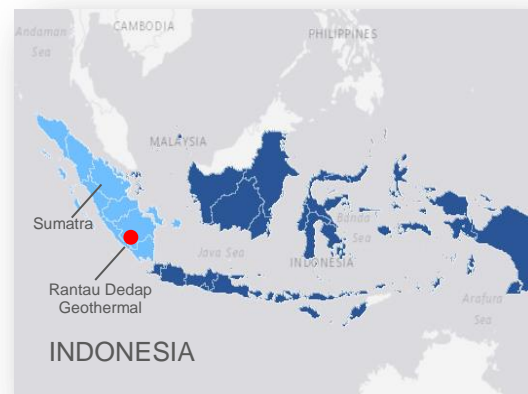 Andaman
Sea
CAMBODIA
PHILIPPINES
MALAYSIA
Sumatra
Banda
Sea
Java Sea
INDONESIA
Rantau Dedap
Geothermal
Arafura
Sea
INDONESIA